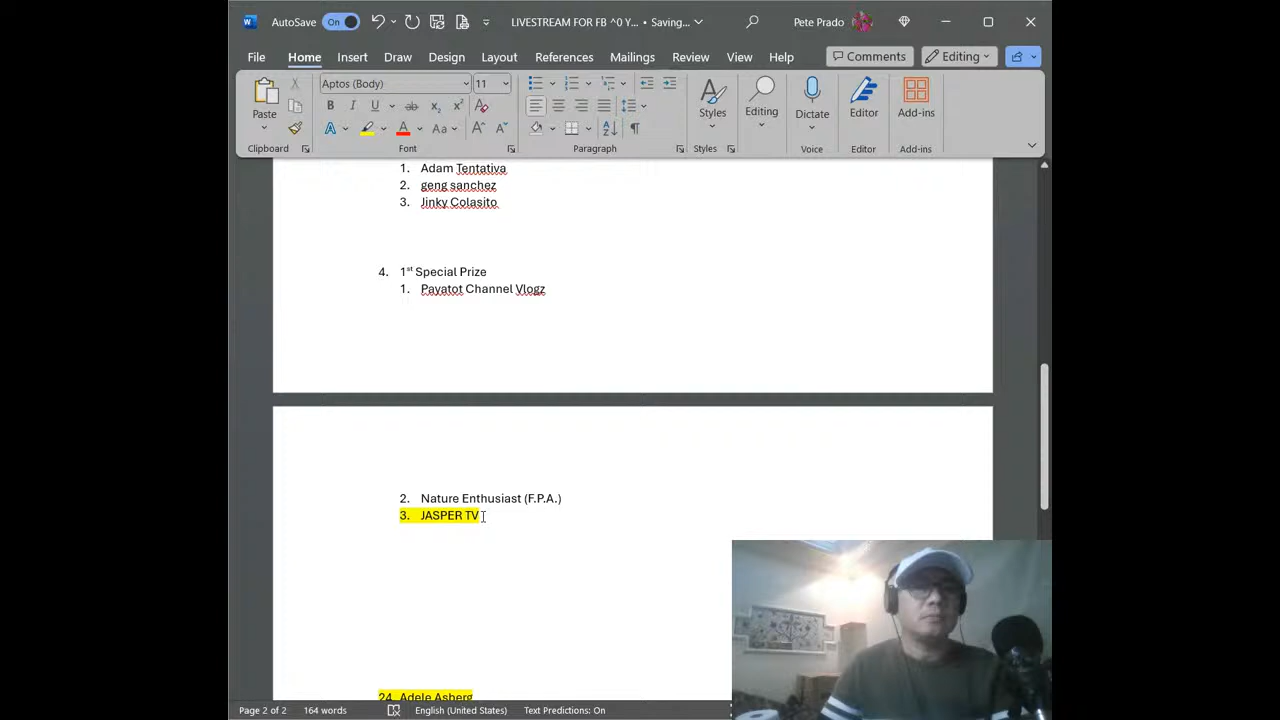 AutoSave On LIVESTREAM FOR FB ^0 Y... • Saving... Pete Prado
File Home Insert Draw Design Layout References Mailings Review View Help Comments Editing
Paste Aptos (Body) 11 Styles Editing Dictate Editor Add-ins
B I U ab x₂ x² A
A A Aa A A
Clipboard Font Paragraph Styles Voice Editor Add-ins
1. Adam Tentativa
2. geng sanchez
3. Jinky Colasito
4. 1st Special Prize
1. Payatot Channel Vlogz
2. Nature Enthusiast (F.P.A.)
3. JASPER TV
24. Adele Asberg
Page 2 of 2 164 words English (United States) Text Predictions: On